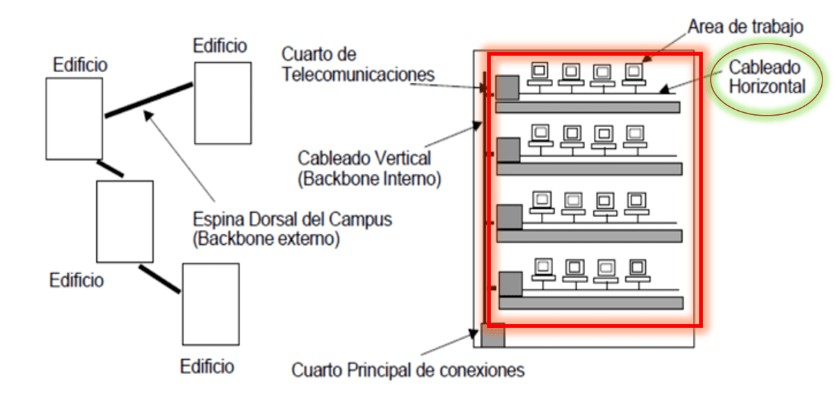 Edificio
Edificio
Espina Dorsal del Campus
(Backbone externo)
Edificio
Edificio
Cuarto de
Telecomunicaciones
Cableado Vertical
(Backbone Interno)
Cuarto Principal de conexiones
Area de trabajo
Cableado
Horizontal